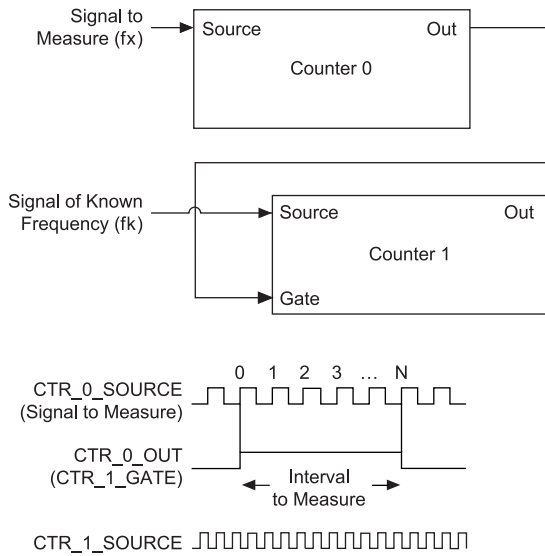 Signal to
Measure (fx)
Source
Out
Counter 0
Signal of Known
Frequency (fk)
Source
Out
Counter 1
Gate
0 1 2 3 … N
CTR_0_SOURCE
(Signal to Measure)
CTR_0_OUT
(CTR_1_GATE)
Interval
to Measure
CTR_1_SOURCE